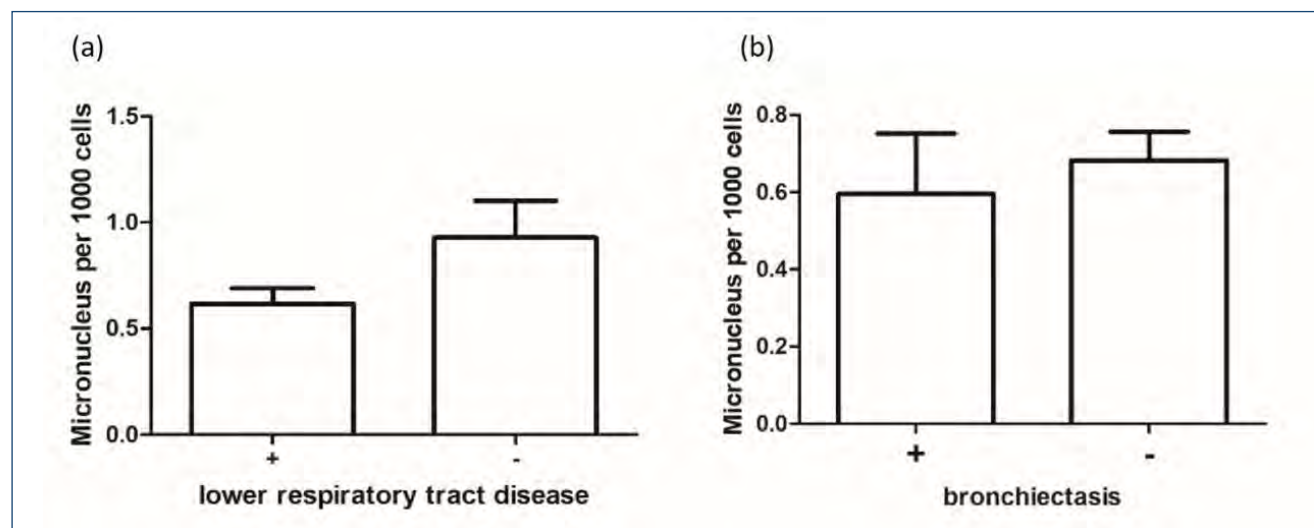 (a)
Micronucleus per 1000 cells
1.5
1.0
0.5
0.0
+
-
lower respiratory tract disease
(b)
Micronucleus per 1000 cells
0.8
0.6
0.4
0.2
0.0
+
-
bronchiectasis